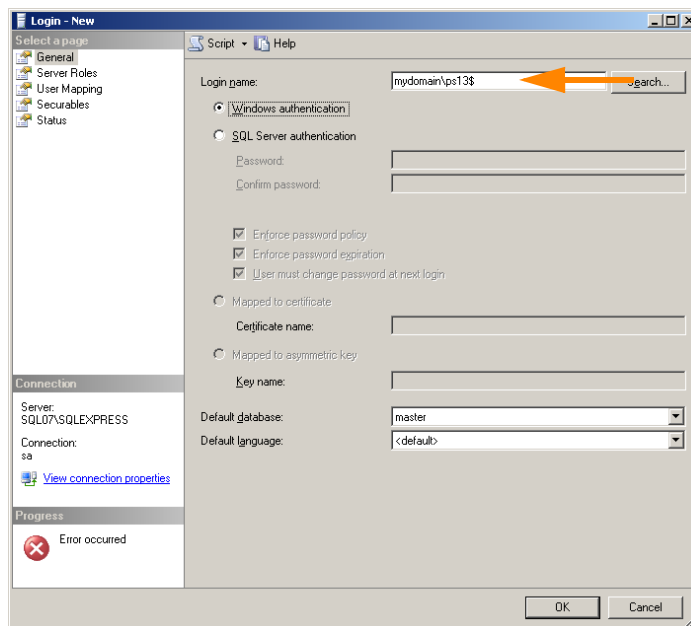 Login - New
Select a page
General
Server Roles
User Mapping
Securables
Status
Script Help
Login name: mydomain\ps13$ Search...
Windows authentication
SQL Server authentication
Password:
Confirm password:
Enforce password policy
Enforce password expiration
User must change password at next login
Mapped to certificate
Certificate name:
Mapped to asymmetric key
Key name:
Default database: master
Default language: <default>
Connection
Server:
SQL07\SQLEXPRESS
Connection:
sa
View connection properties
Progress
Error occurred
OK Cancel